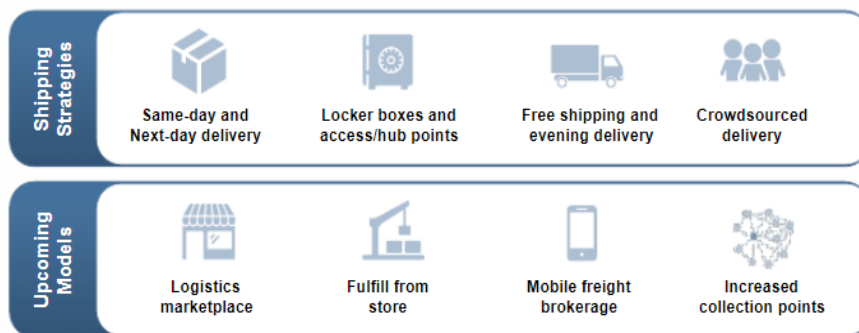 Shipping
Strategies
Same-day and
Next-day delivery
Locker boxes and
access/hub points
Free shipping and
evening delivery
Crowdsourced
delivery
Upcoming
Models
Logistics
marketplace
Fulfill from
store
Mobile freight
brokerage
Increased
collection points